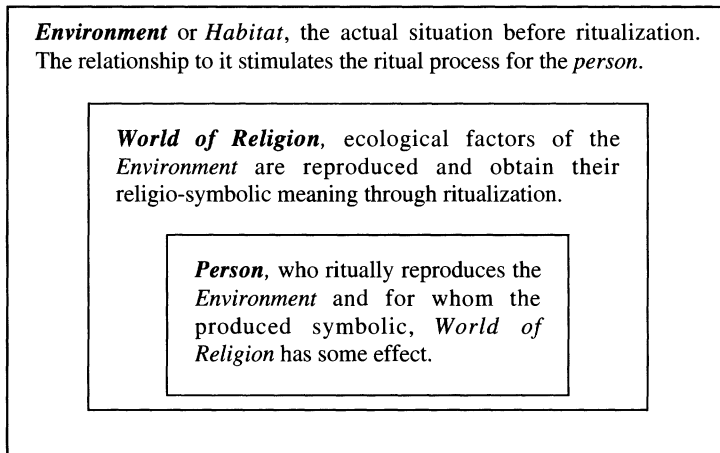 Environment or Habitat, the actual situation before ritualization.
The relationship to it stimulates the ritual process for the person.
World of Religion, ecological factors of the
Environment are reproduced and obtain their
religio-symbolic meaning through ritualization.
Person, who ritually reproduces the
Environment and for whom the
produced symbolic, World of
Religion has some effect.